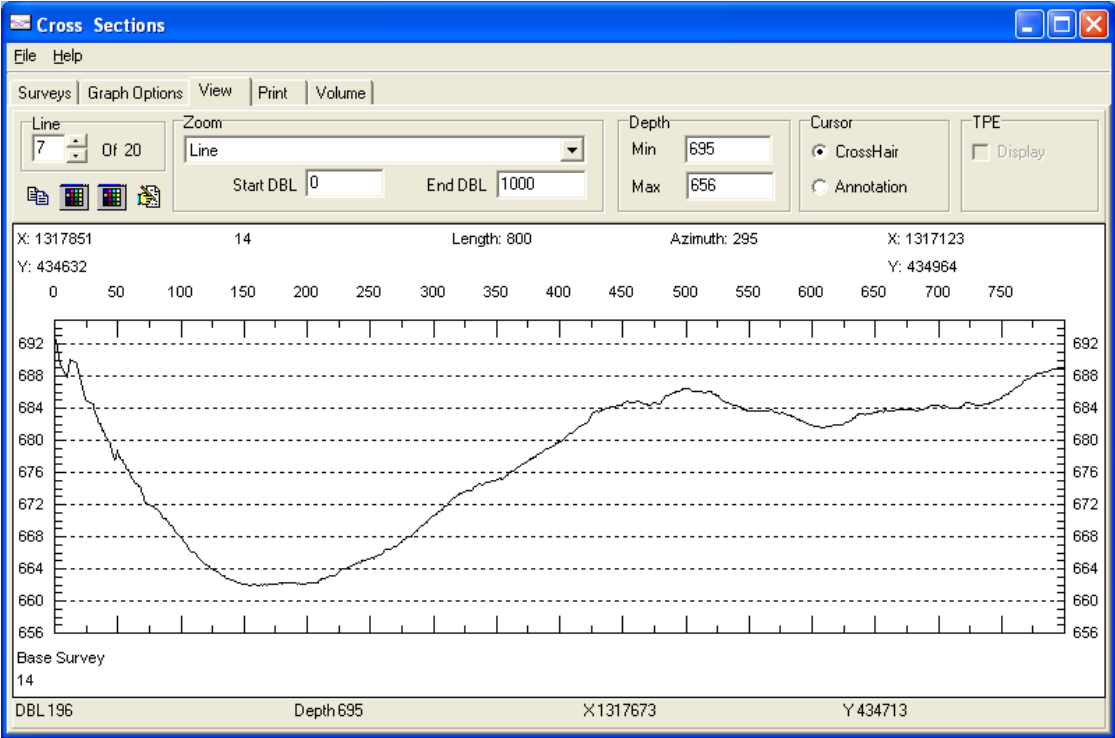 Cross Sections
File Help
Surveys Graph Options View Print Volume
Line Zoom Depth Cursor TPE
7 Of 20 Line Min 695 CrossHair Display
Start DBL 0 End DBL 1000 Max 656 Annotation
X: 1317851 14 Length: 800 Azimuth: 295 X: 1317123
Y: 434632 Y: 434964
0 50 100 150 200 250 300 350 400 450 500 550 600 650 700 750
692 692
688 688
684 684
680 680
676 676
672 672
668 668
664 664
660 660
656 656
Base Survey
14
DBL 196 Depth 695 X 1317673 Y 434713